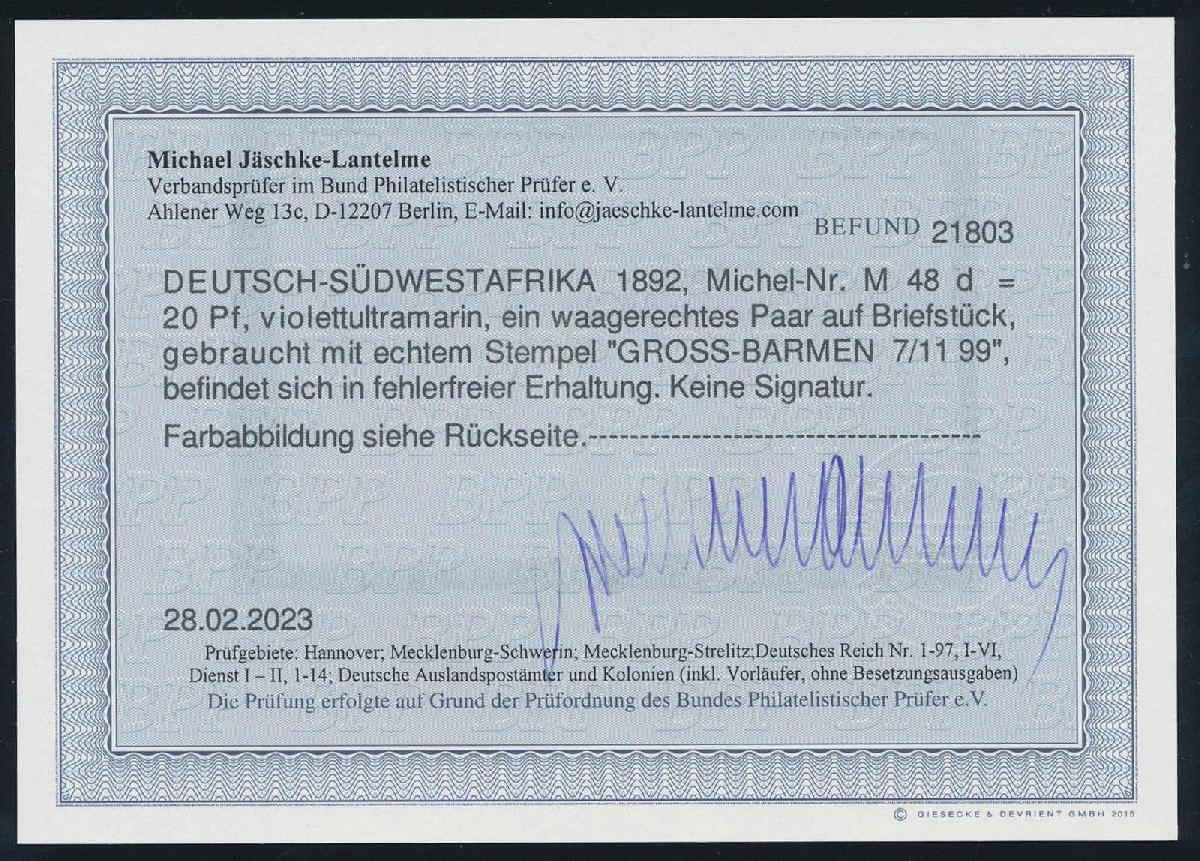 Michael Jäschke-Lantelme
Verbandsprüfer im Bund Philatelistischer Prüfer e. V.
Ahlener Weg 13c, D-12207 Berlin, E-Mail: info@jaeschke-lantelme.com
BEFUND 21803
DEUTSCH-SÜDWESTAFRIKA 1892, Michel-Nr. M 48 d =
20 Pf, violettultramarin, ein waagerechtes Paar auf Briefstück,
gebraucht mit echtem Stempel "GROSS-BARMEN 7/11 99",
befindet sich in fehlerfreier Erhaltung. Keine Signatur.
Farbabbildung siehe Rückseite.------------------------------------
28.02.2023
Prüfgebiete: Hannover; Mecklenburg-Schwerin; Mecklenburg-Strelitz;Deutsches Reich Nr. 1-97, I-VI,
Dienst I – II, 1-14; Deutsche Auslandspostämter und Kolonien (inkl. Vorläufer, ohne Besetzungsausgaben)
Die Prüfung erfolgte auf Grund der Prüfordnung des Bundes Philatelistischer Prüfer e.V.
© GIESECKE & DEVRIENT GMBH 2015